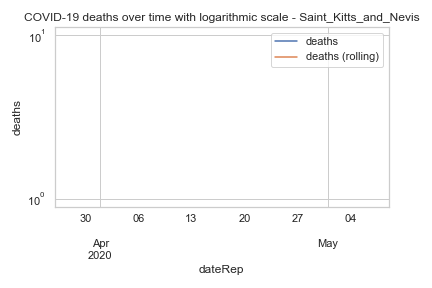 COVID-19 deaths over time with logarithmic scale - Saint_Kitts_and_Nevis
10¹
deaths
deaths (rolling)
deaths
10⁰
30 06 13 20 27 04
Apr May
2020
dateRep